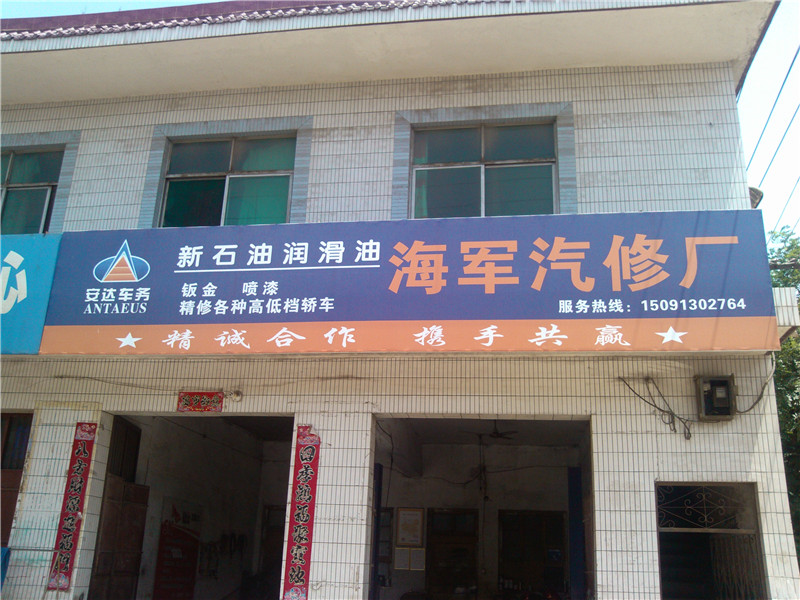 新石油润滑油
海军汽修厂
安达车务
ANTAEUS
钣金 喷漆
精修各种高低档轿车
服务热线：15091302764
★精诚合作 携手共赢★
心